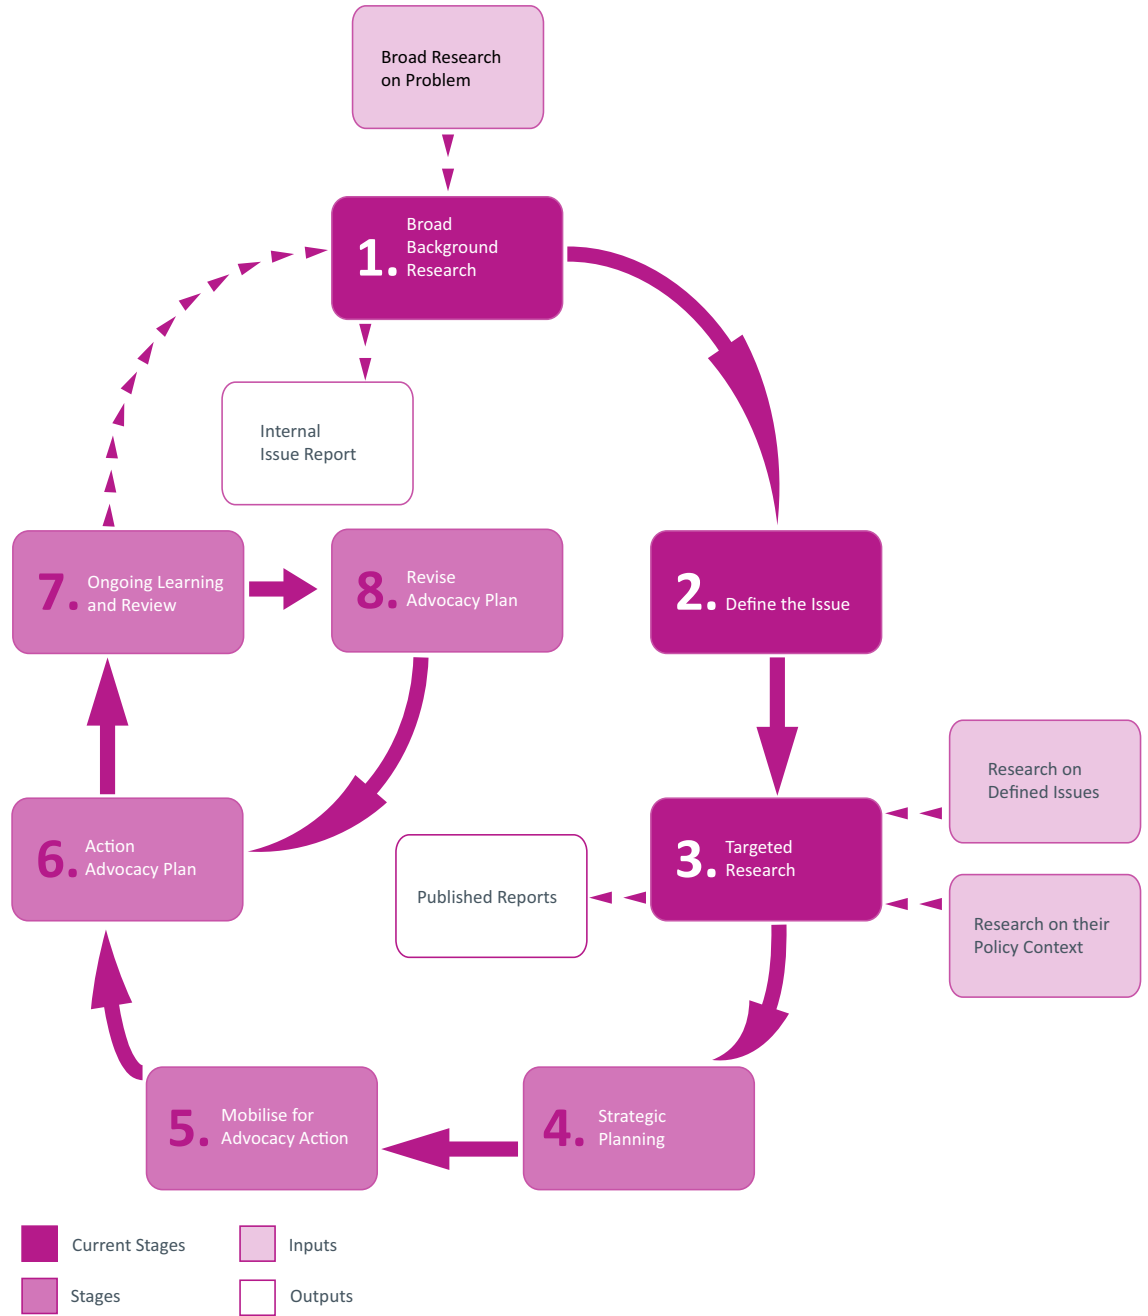 Broad Research
on Problem
1.
Broad
Background
Research
Internal
Issue Report
7.
Ongoing Learning
and Review
8.
Revise
Advocacy Plan
2.
Define the Issue
Research on
Defined Issues
6.
Action
Advocacy Plan
Published Reports
3.
Targeted
Research
Research on their
Policy Context
5.
Mobilise for
Advocacy Action
4.
Strategic
Planning
Current Stages
Inputs
Stages
Outputs